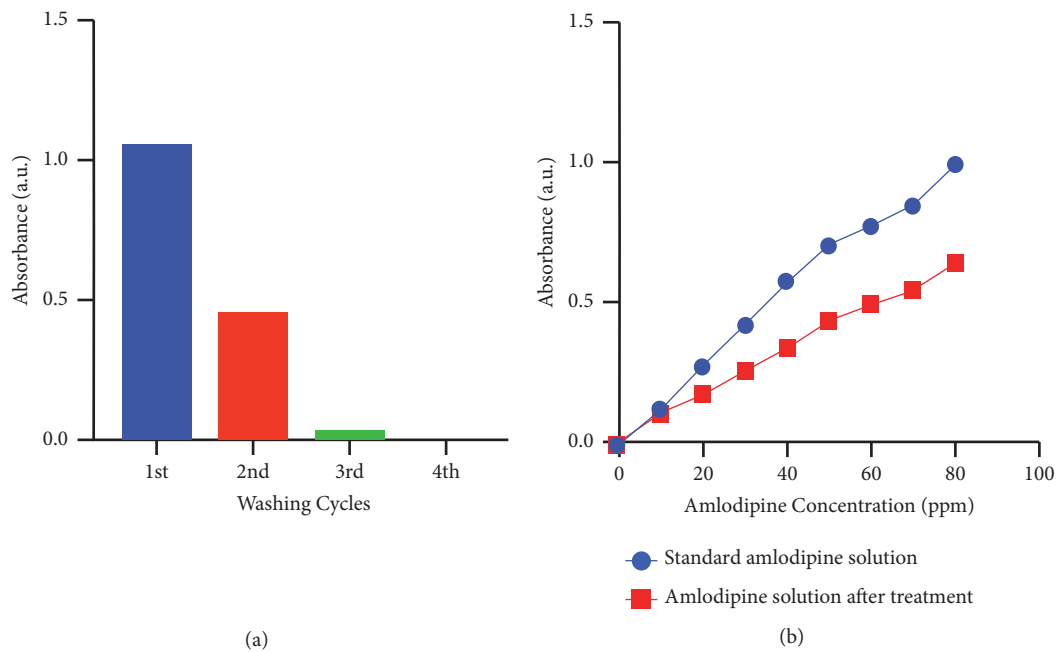 1.5
1.0
0.5
0.0
Absorbance (a.u.)
1st 2nd 3rd 4th
Washing Cycles
(a)
1.5
1.0
0.5
0.0
Absorbance (a.u.)
0 20 40 60 80 100
Amlodipine Concentration (ppm)
Standard amlodipine solution
Amlodipine solution after treatment
(b)